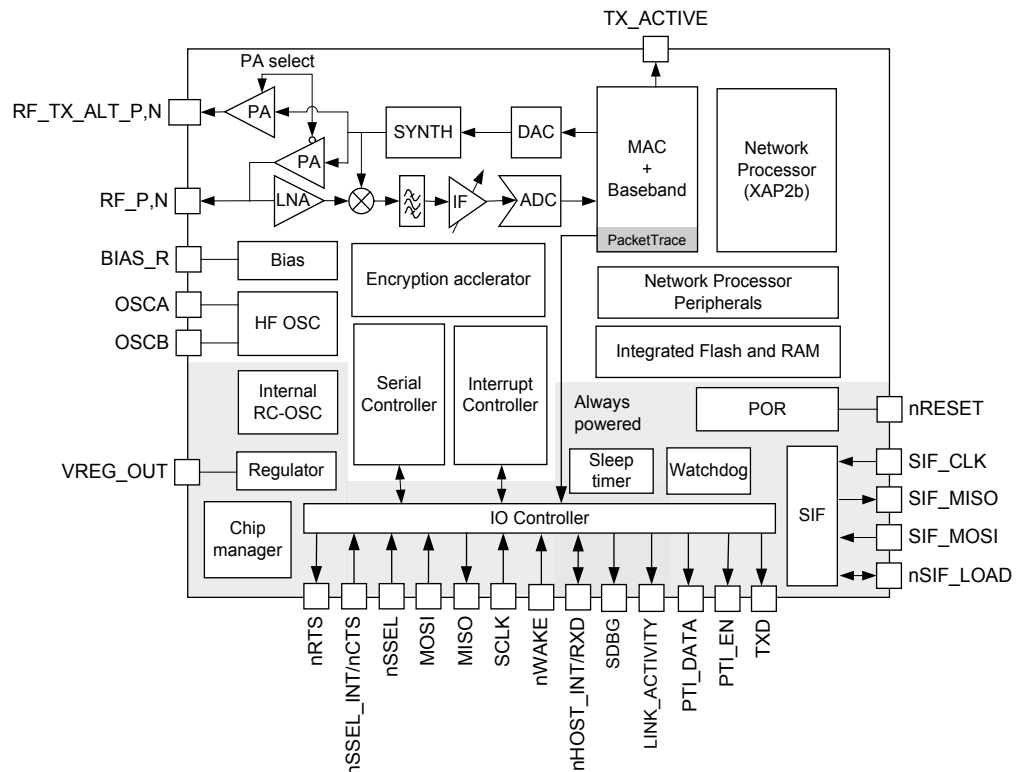 TX_ACTIVE
PA select
RF_TX_ALT_P,N
PA
SYNTH
DAC
MAC
+
Baseband
Network
Processor
(XAP2b)
PA
RF_P,N
LNA
IF
ADC
PacketTrace
BIAS_R
Bias
Encryption acclerator
Network Processor
Peripherals
OSCA
HF OSC
OSCB
Integrated Flash and RAM
Serial
Controller
Interrupt
Controller
Internal
RC-OSC
Always
powered
POR
nRESET
VREG_OUT
Regulator
Sleep
timer
Watchdog
SIF_CLK
SIF
SIF_MISO
Chip
manager
IO Controller
SIF_MOSI
nSIF_LOAD
nRTS
nSSEL_INT/nCTS
nSSEL
MOSI
MISO
SCLK
nWAKE
nHOST_INT/RXD
SDBG
LINK_ACTIVITY
PTI_DATA
PTI_EN
TXD